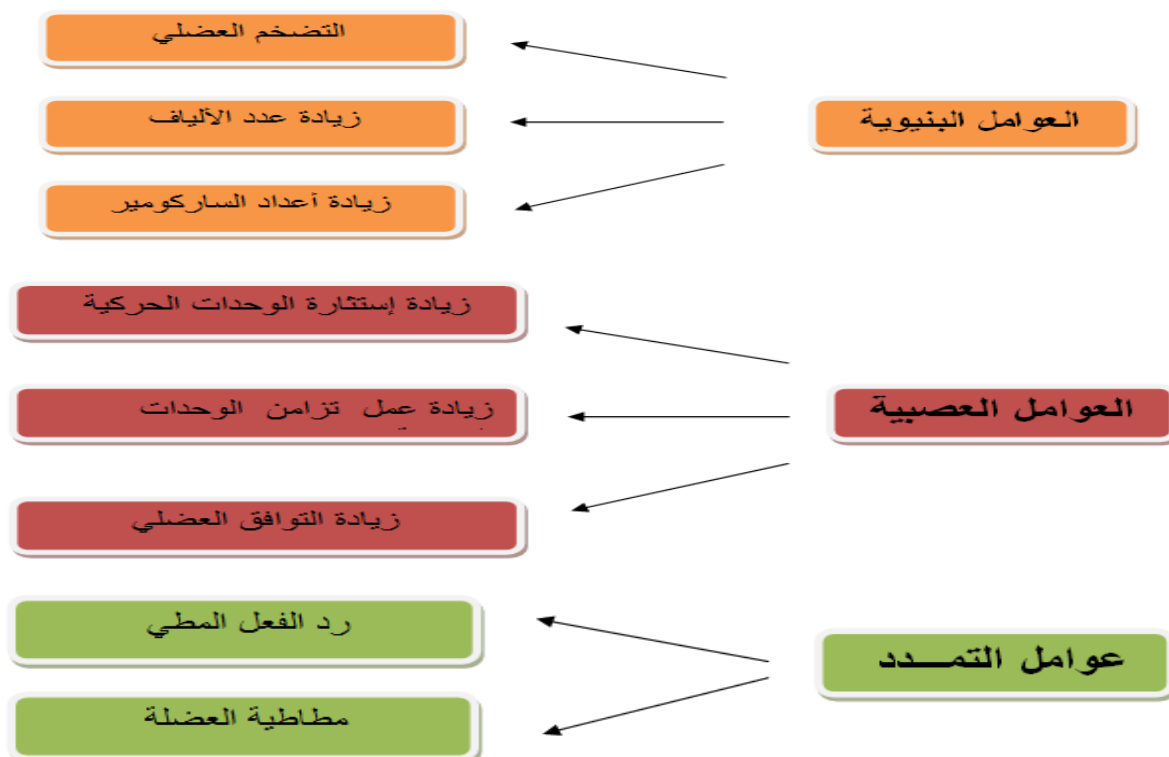 العوامل البنيوية
التضخم العضلي
زيادة عدد الألياف
زيادة أعداد الساركومير
العوامل العصبية
زيادة إستثارة الوحدات الحركية
زيادة عمل تزامن الوحدات
زيادة التوافق العضلي
عوامل التمــدد
رد الفعل المطي
مطاطية العضلة